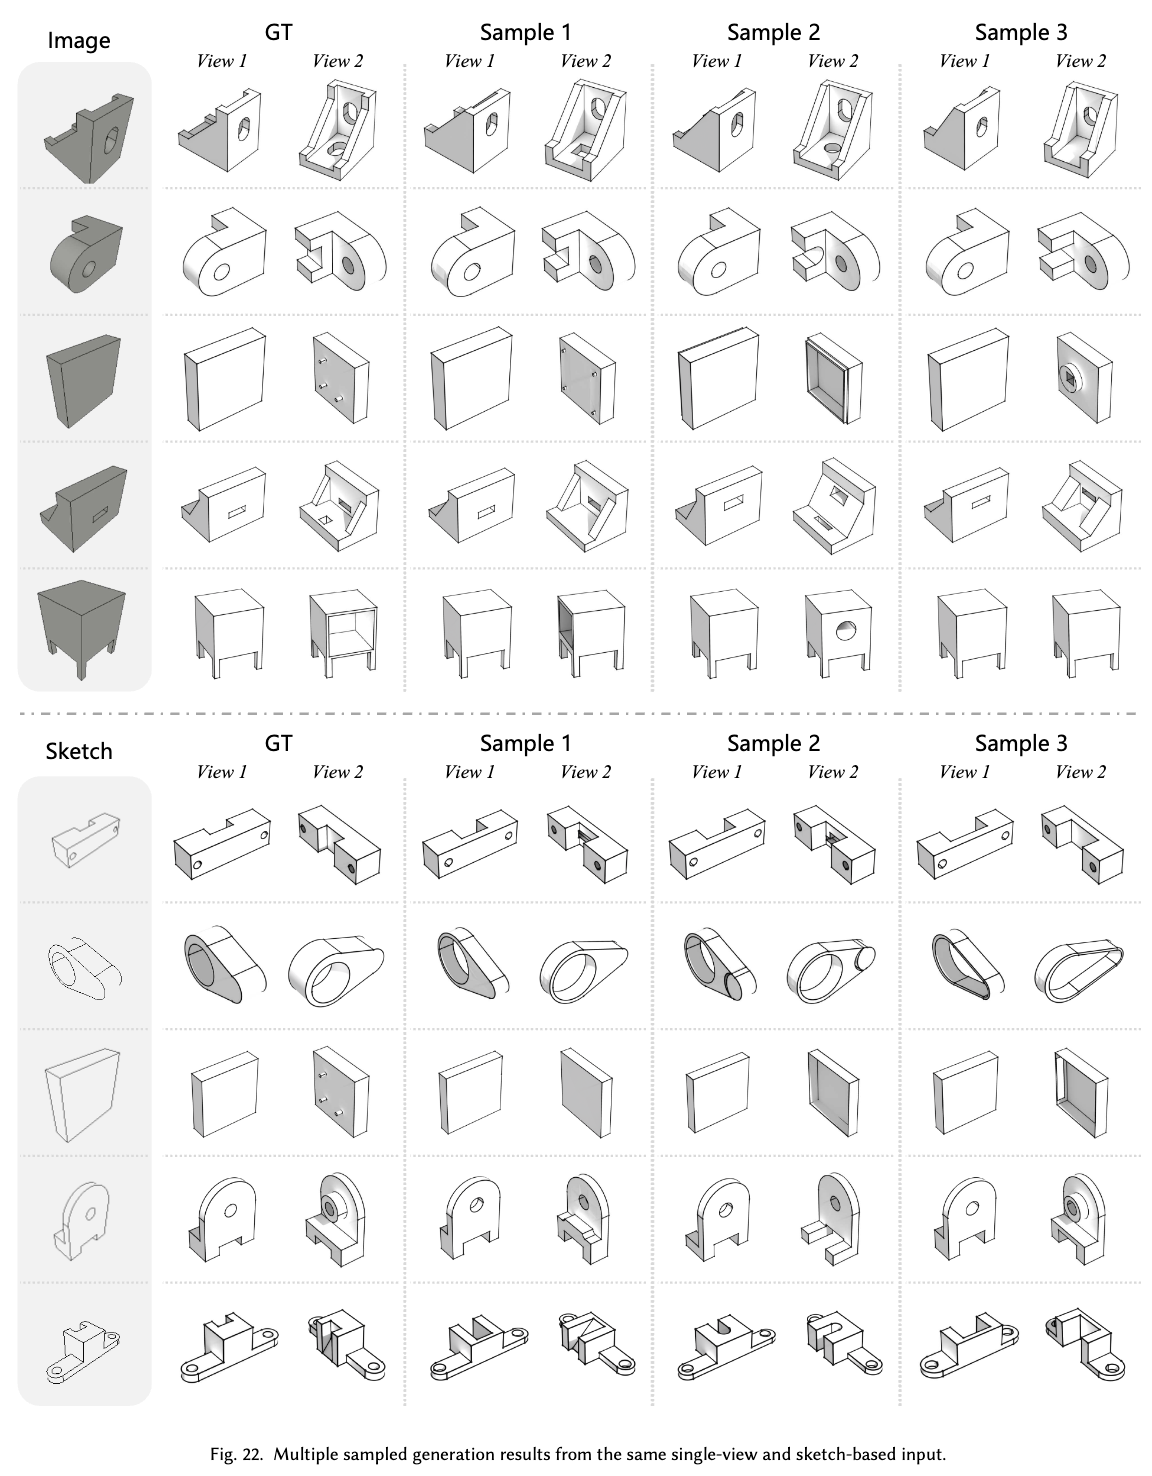 Image GT Sample 1 Sample 2 Sample 3
View 1 View 2 View 1 View 2 View 1 View 2 View 1 View 2
Sketch GT Sample 1 Sample 2 Sample 3
View 1 View 2 View 1 View 2 View 1 View 2 View 1 View 2
Fig. 22. Multiple sampled generation results from the same single-view and sketch-based input.